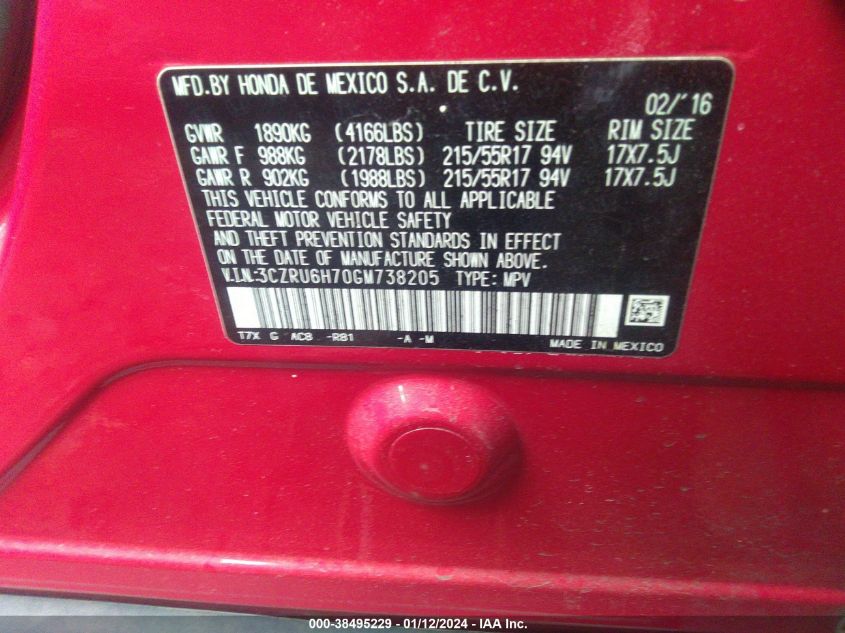 MFD.BY HONDA DE MEXICO S.A. DE C.V.
02/'16
GVWR 1890KG (4166LBS) TIRE SIZE RIM SIZE
GAWR F 988KG (2178LBS) 215/55R17 94V 17X7.5J
GAWR R 902KG (1988LBS) 215/55R17 94V 17X7.5J
THIS VEHICLE CONFORMS TO ALL APPLICABLE
FEDERAL MOTOR VEHICLE SAFETY
AND THEFT PREVENTION STANDARDS IN EFFECT
ON THE DATE OF MANUFACTURE SHOWN ABOVE.
V.I.N:3CZRU6H70GM738205 TYPE: MPV
T7X G AC8 -R81 -A -M
MADE IN MEXICO
000-38495229 - 01/12/2024 - IAA Inc.